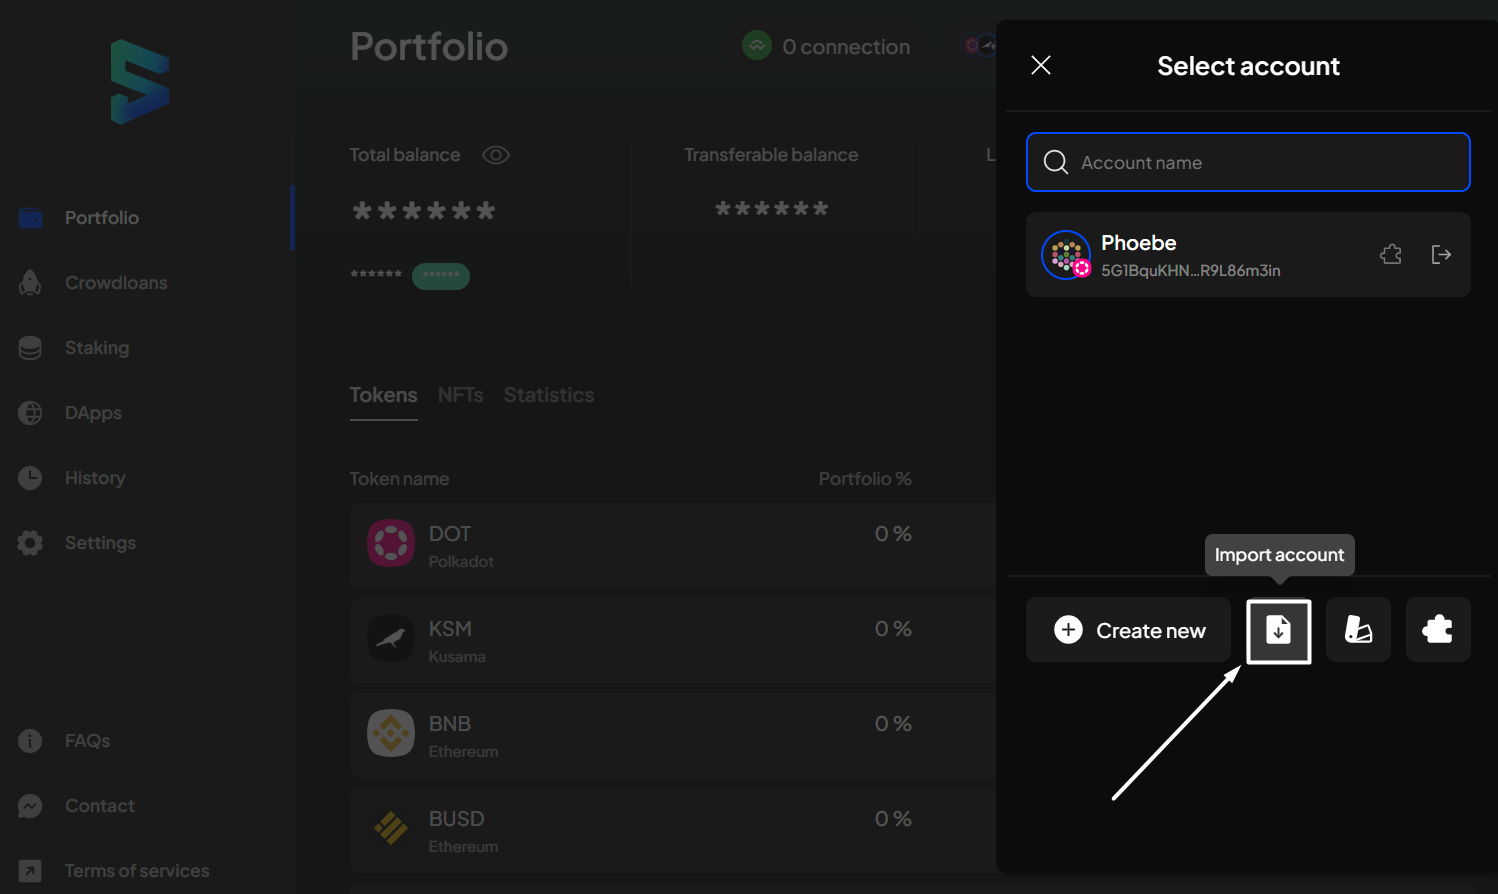 Portfolio
0 connection
Select account
Total balance
Transferable balance
L
Account name
******
******
Phoebe
5G1BquKHN...R9L86m3in
****** ******
Portfolio
Crowdloans
Staking
DApps
History
Settings
Tokens NFTs Statistics
Token name Portfolio %
DOT 0 %
Polkadot
KSM 0 %
Kusama
BNB 0 %
Ethereum
BUSD 0 %
Ethereum
Import account
Create new
FAQs
Contact
Terms of services